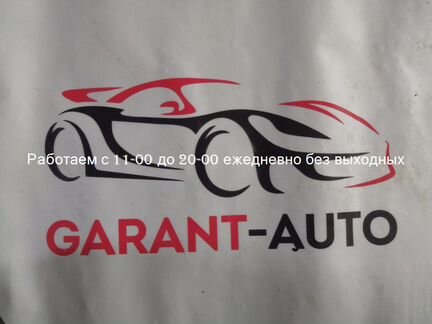 Работаем с 11-00 до 20-00 ежедневно без выходных
GARANT-AUTO